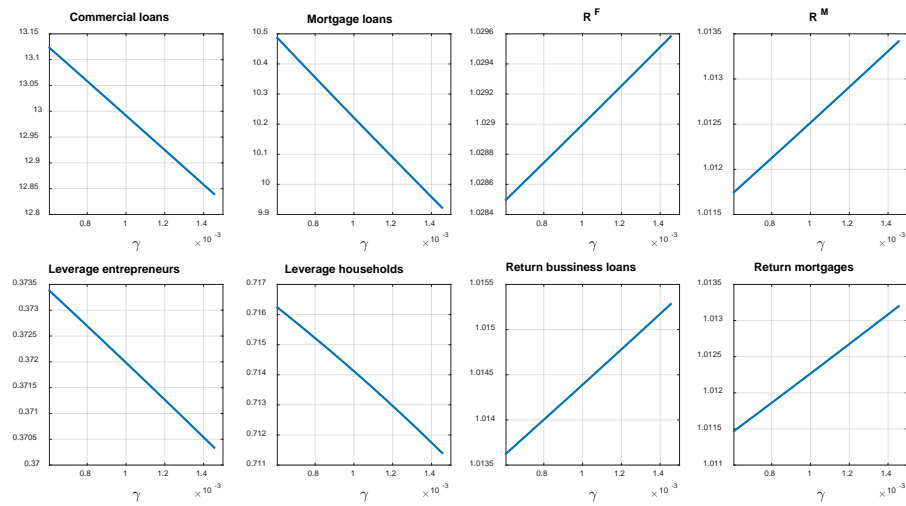 Commercial loans
13.15
13.1
13.05
13
12.95
12.9
12.85
12.8
0.8 1 1.2 1.4
γ ×10 -3
Mortgage loans
10.5
10.4
10.3
10.2
10.1
10
9.9
0.8 1 1.2 1.4
γ ×10 -3
R F
1.0296
1.0294
1.0292
1.029
1.0288
1.0286
1.0284
0.8 1 1.2 1.4
γ ×10 -3
R M
1.0135
1.013
1.0125
1.012
1.0115
0.8 1 1.2 1.4
γ ×10 -3
Leverage entrepreneurs
0.3735
0.373
0.3725
0.372
0.3715
0.371
0.3705
0.37
0.8 1 1.2 1.4
γ ×10 -3
Leverage households
0.717
0.716
0.715
0.714
0.713
0.712
0.711
0.8 1 1.2 1.4
γ ×10 -3
Return bussiness loans
1.0155
1.015
1.0145
1.014
1.0135
0.8 1 1.2 1.4
γ ×10 -3
Return mortgages
1.0135
1.013
1.0125
1.012
1.0115
1.011
0.8 1 1.2 1.4
γ ×10 -3